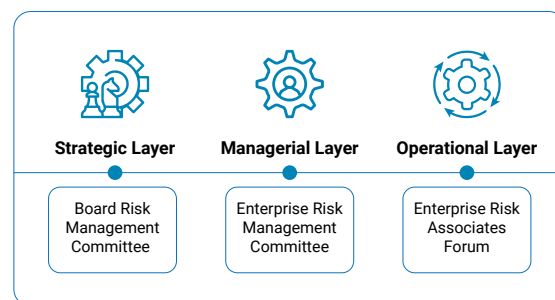 Strategic Layer
Managerial Layer
Operational Layer
Board Risk
Management
Committee
Enterprise Risk
Management
Committee
Enterprise Risk
Associates
Forum